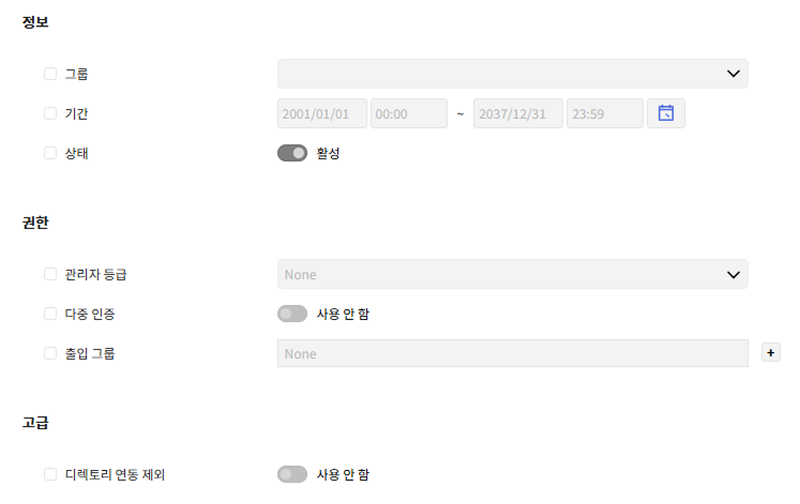 정보
그룹
기간 2001/01/01 00:00 ~ 2037/12/31 23:59
상태 활성
권한
관리자 등급 None
다중 인증 사용 안 함
출입 그룹 None +
고급
디렉토리 연동 제외 사용 안 함